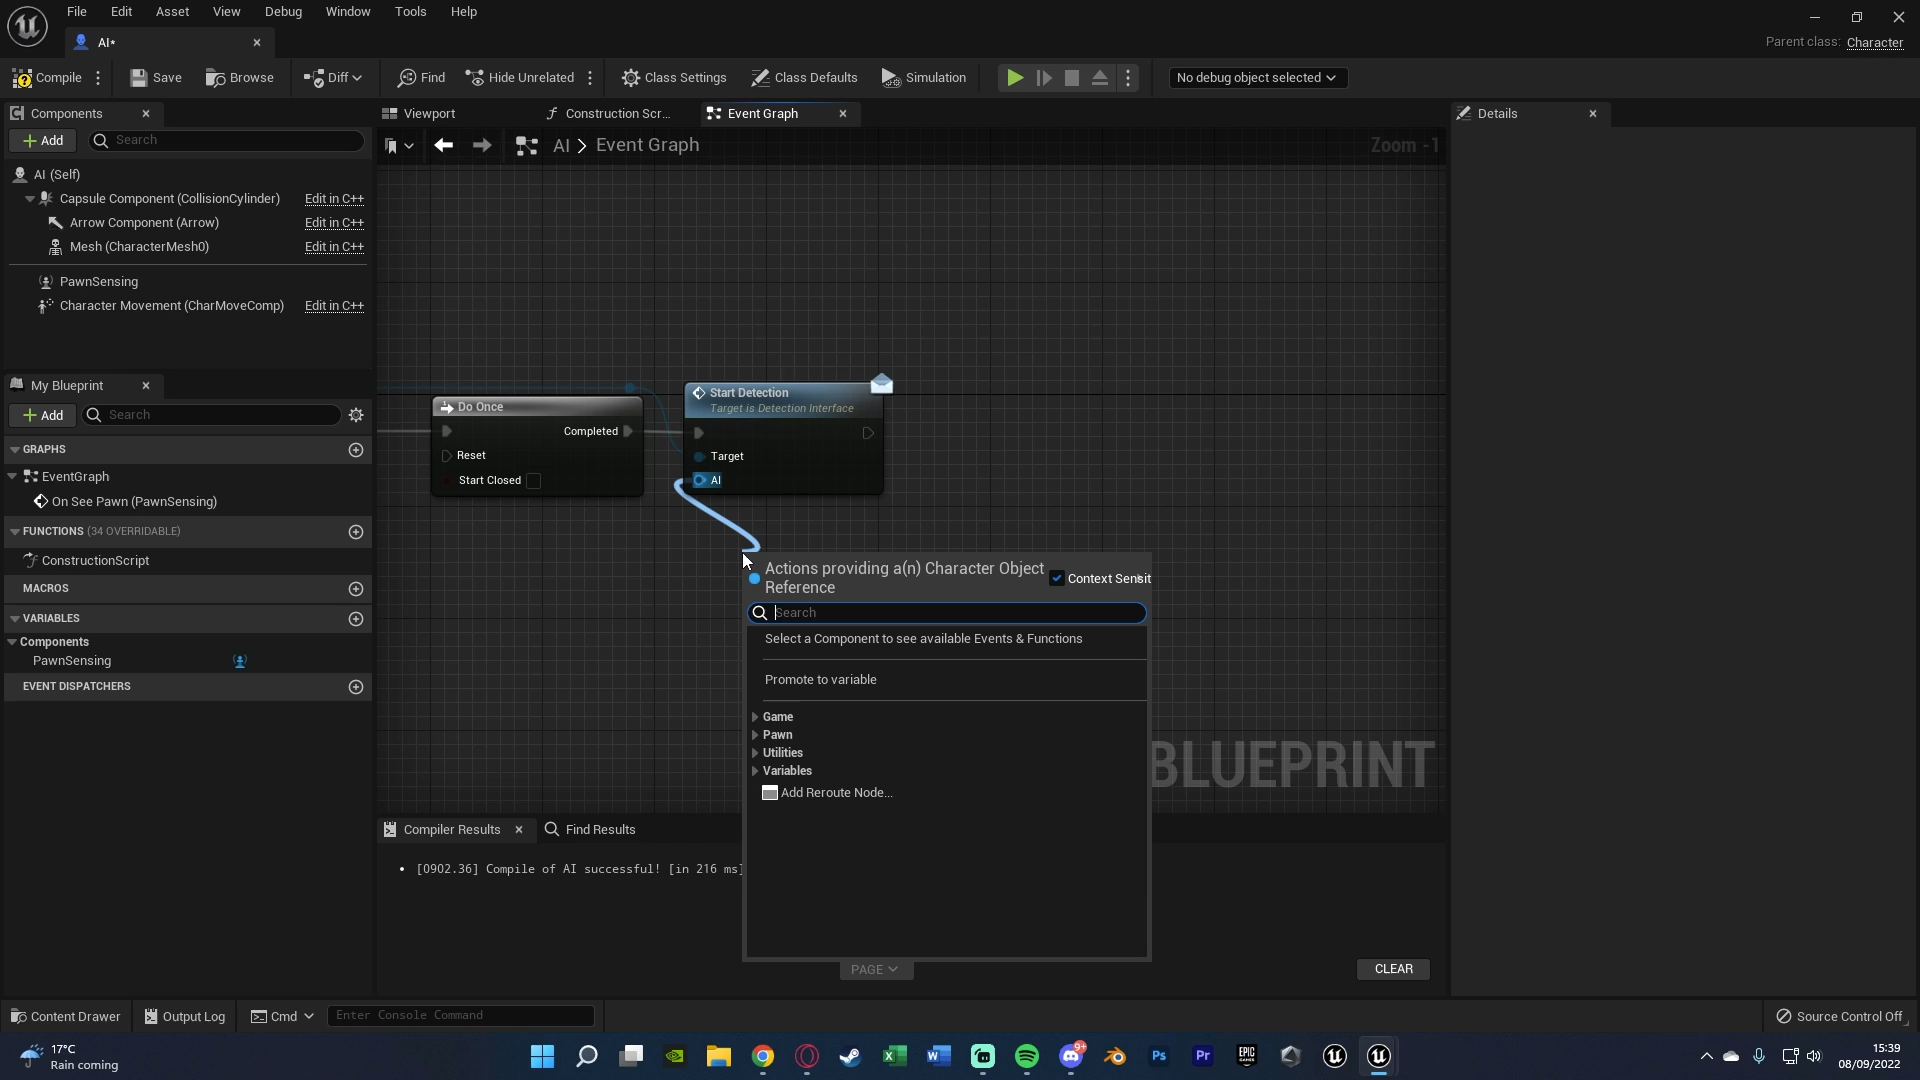 File Edit Asset View Debug Window Tools Help
AI*
Parent class: Character
Compile Save Browse Diff Find Hide Unrelated Class Settings Class Defaults Simulation No debug object selected
Components
Viewport Construction Scr... Event Graph
Details
Add Search
AI > Event Graph
Zoom -1
AI (Self)
Capsule Component (CollisionCylinder) Edit in C++
Arrow Component (Arrow) Edit in C++
Mesh (CharacterMesh0) Edit in C++
PawnSensing
Character Movement (CharMoveComp) Edit in C++
My Blueprint
Add Search
GRAPHS
EventGraph
On See Pawn (PawnSensing)
FUNCTIONS (34 OVERRIDABLE)
ConstructionScript
MACROS
VARIABLES
Components
PawnSensing
EVENT DISPATCHERS
Do Once
Completed
Reset
Start Closed
Start Detection
Target is Detection Interface
Target
AI
Actions providing a(n) Character Object
Reference
Context Sensit
Search
Select a Component to see available Events & Functions
Promote to variable
Game
Pawn
Utilities
Variables
Add Reroute Node...
BLUEPRINT
Compiler Results Find Results
[0902.36] Compile of AI successful! [in 216 ms]
PAGE
CLEAR
Content Drawer Output Log Cmd Enter Console Command
Source Control Off
17°C
Rain coming
9+
Ps
Pr
EPIC
GAMES
15:39
08/09/2022